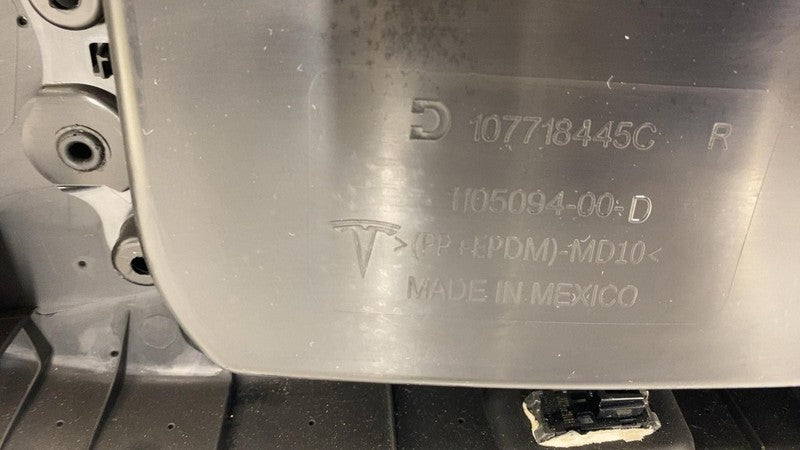 107718445C R
1105094-00-D
>(PP+EPDM)-MD10<
MADE IN MEXICO